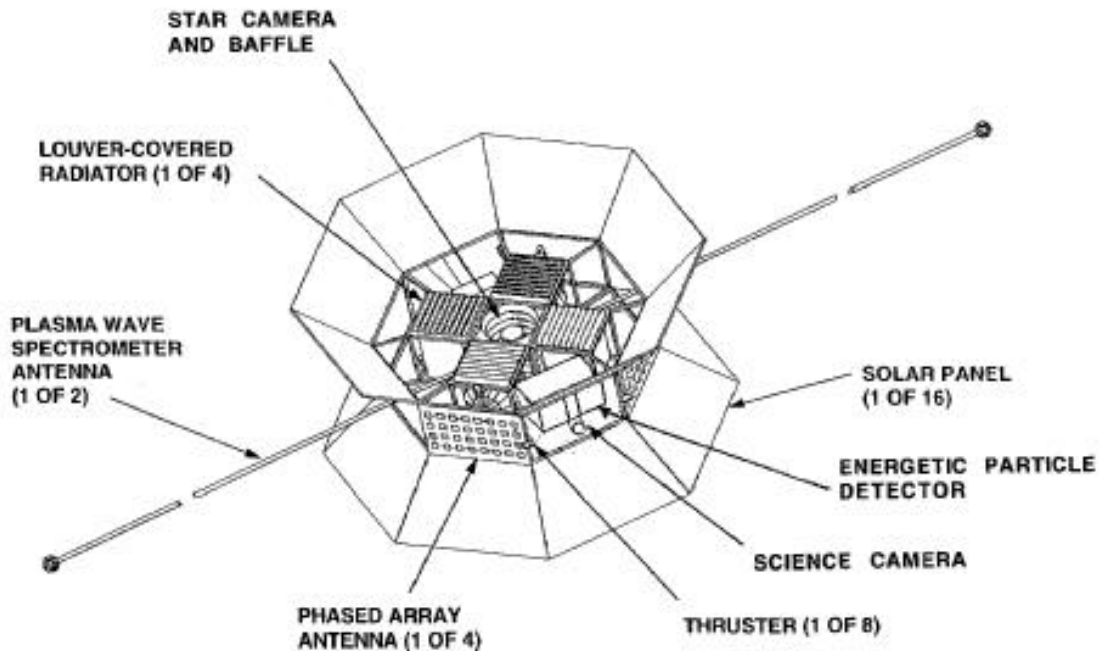 STAR CAMERA
AND BAFFLE
LOUVER-COVERED
RADIATOR (1 OF 4)
PLASMA WAVE
SPECTROMETER
ANTENNA
(1 OF 2)
SOLAR PANEL
(1 OF 16)
ENERGETIC PARTICLE
DETECTOR
SCIENCE CAMERA
THRUSTER (1 OF 8)
PHASED ARRAY
ANTENNA (1 OF 4)